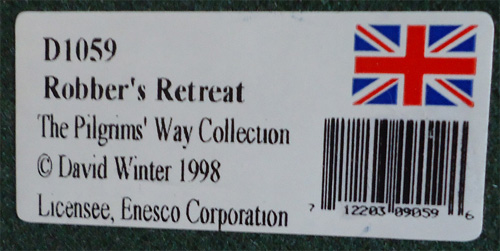 D1059
Robber's Retreat
The Pilgrims' Way Collection
© David Winter 1998
Licensee, Enesco Corporation
7 12203 09059 6